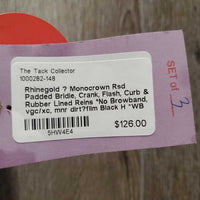 The Tack Collector
1000282-148
Rhinegold ? Monocrown Rsd
Padded Bridle, Crank, Flash, Curb &
Rubber Lined Reins *No Browband,
vgc/xc, mnr dirt?film Black H *WB
$126.00
5HW4E4
SET of 3